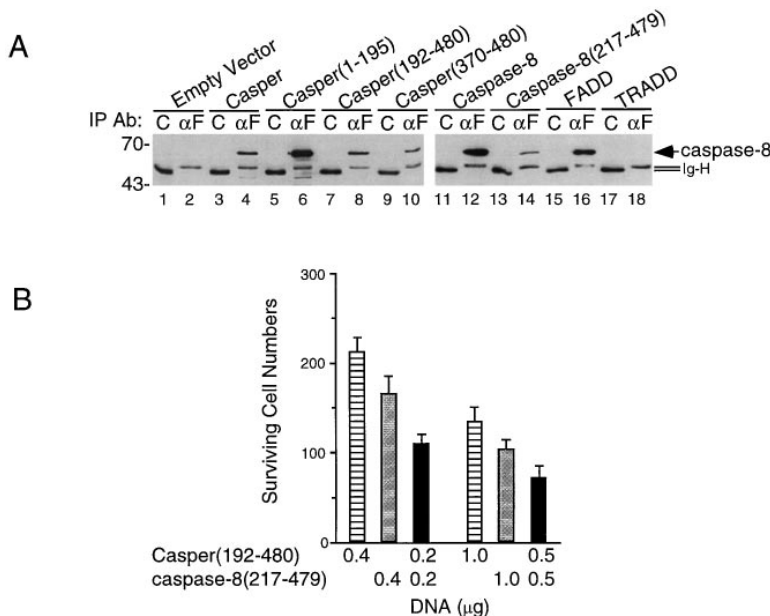 A
Empty Vector
Casper
Casper(1-195)
Casper(192-480)
Casper(370-480)
Caspase-8
Caspase-8(217-479)
FADD
TRADD
IP Ab: C αF C αF C αF C αF C αF C αF C αF C αF C αF
70-
caspase-8
Ig-H
43-
1 2 3 4 5 6 7 8 9 10 11 12 13 14 15 16 17 18
B
300
200
100
0
Surviving Cell Numbers
Casper(192-480) 0.4 0.2 1.0 0.5
caspase-8(217-479) 0.4 0.2 1.0 0.5
DNA (μg)